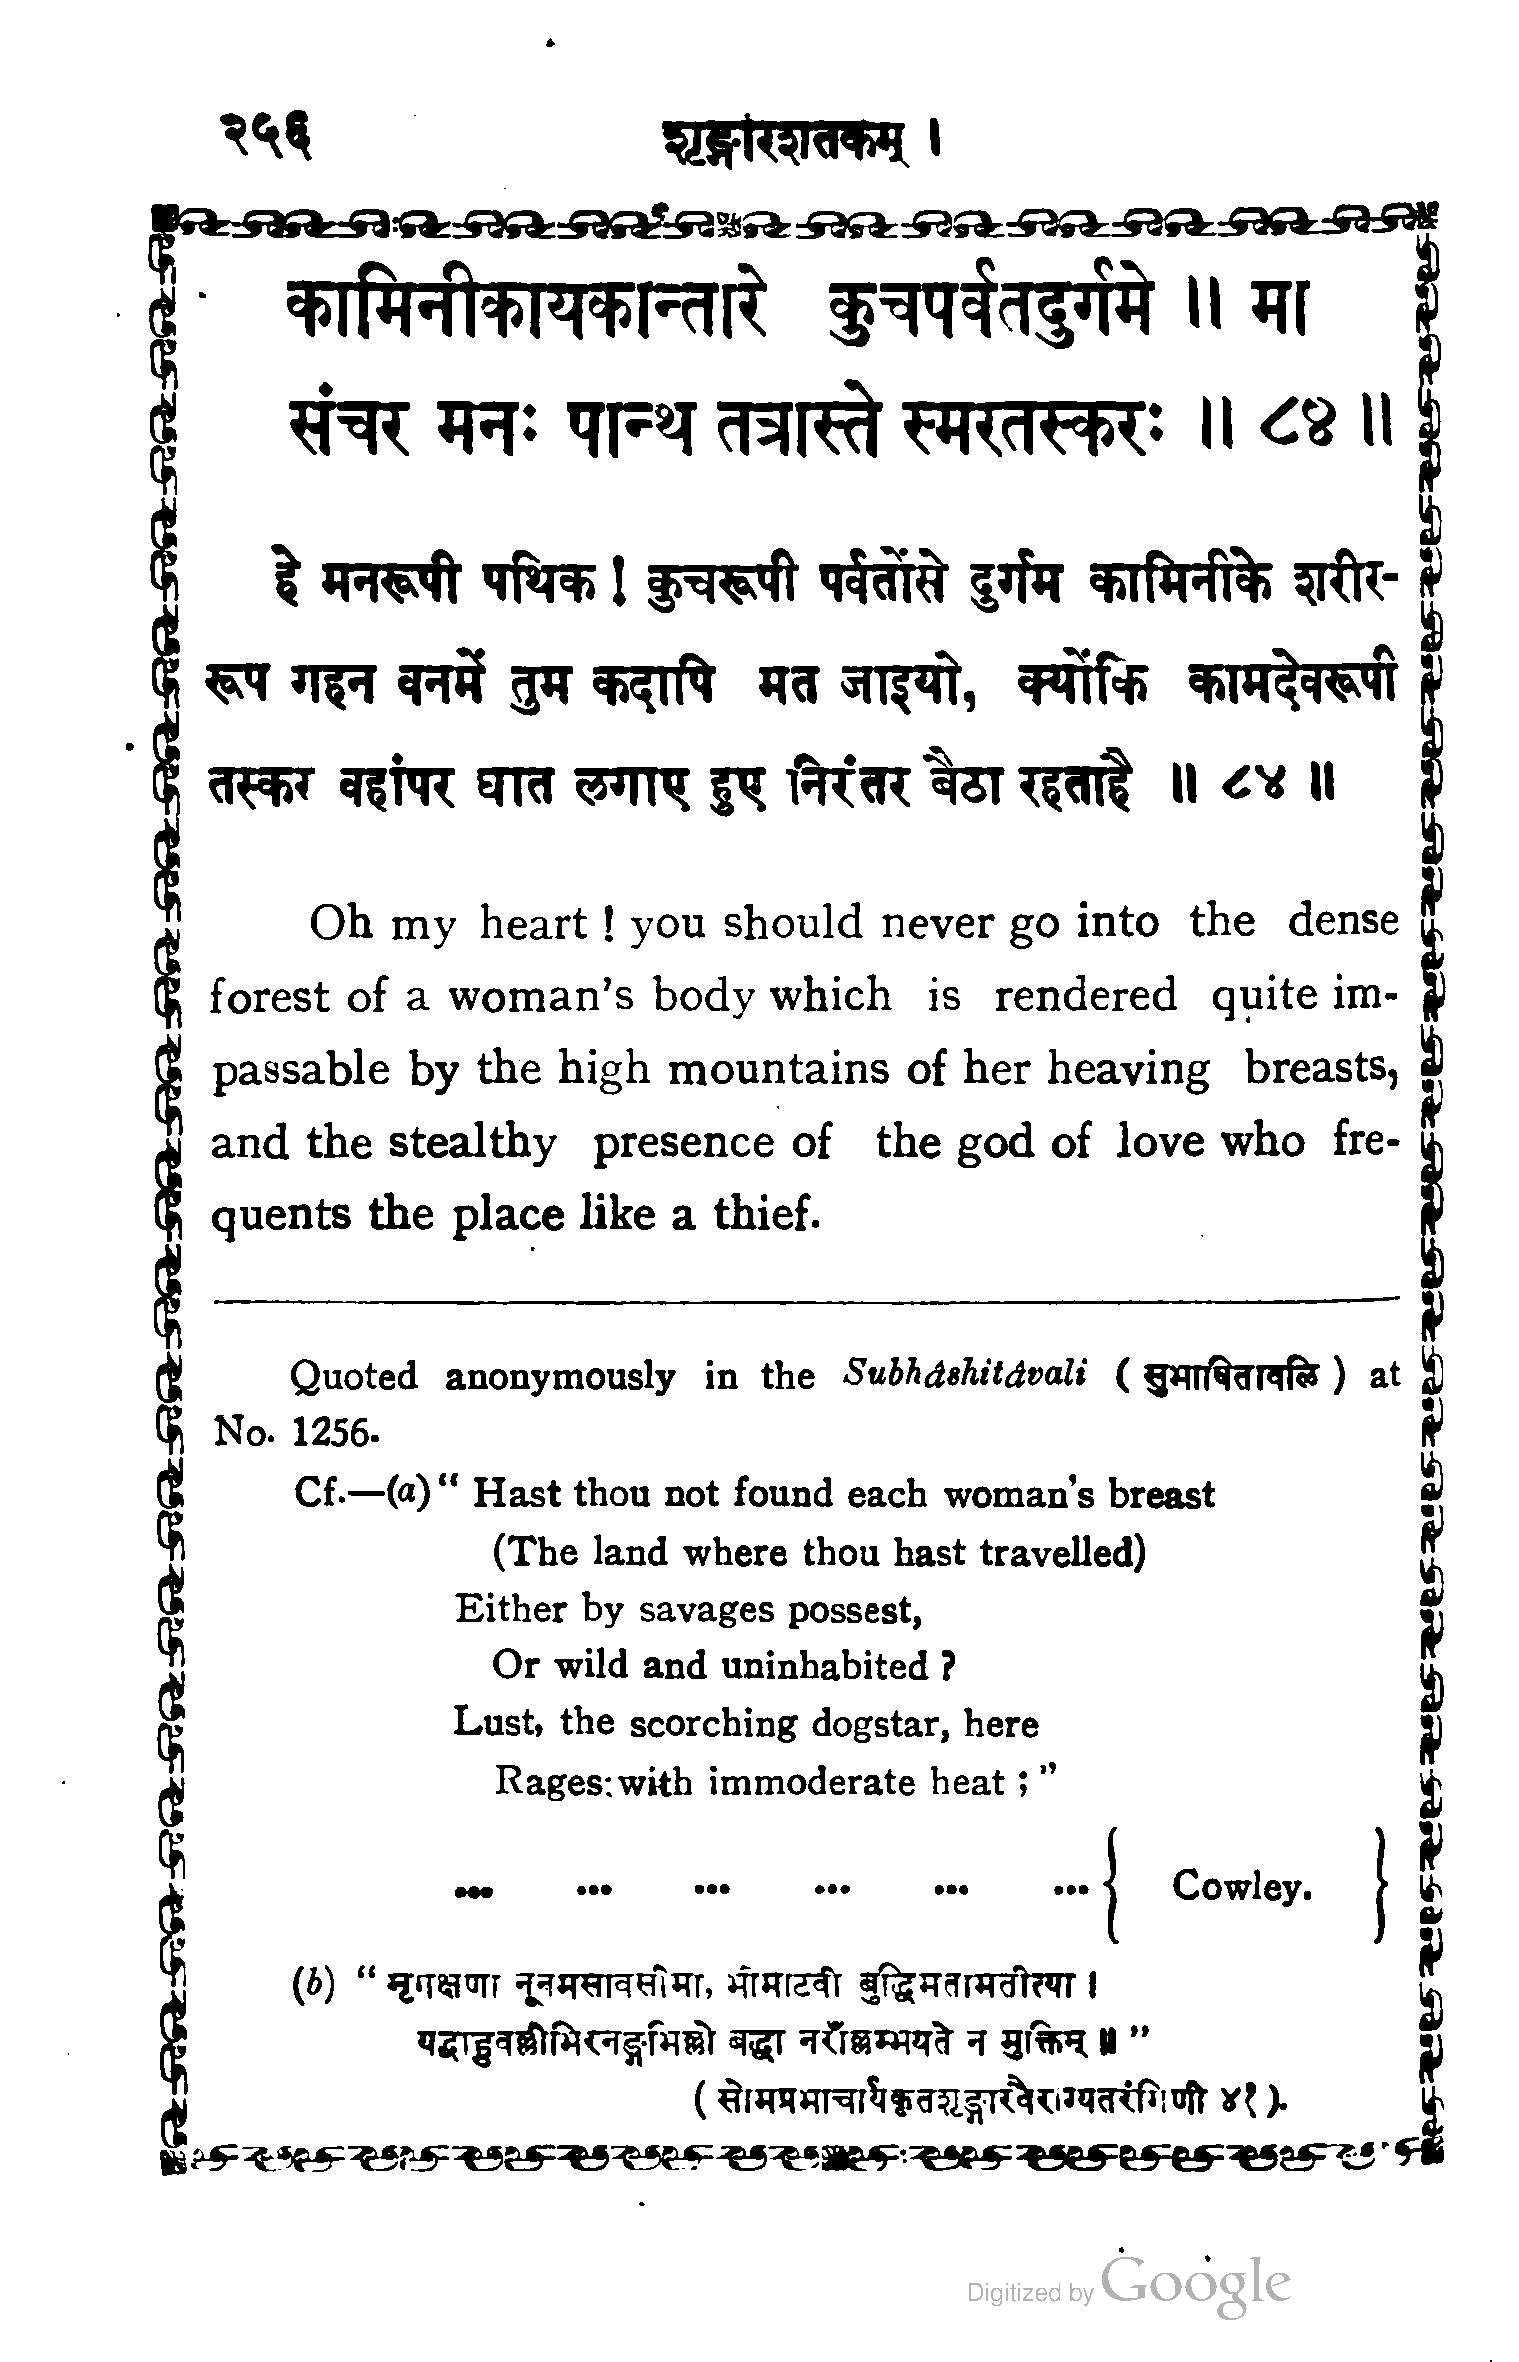 २५६ शृङ्गारशतकम् ।
कामिनीकायकान्तारे कुचपर्वतदुर्गमे ॥ मा
संचर मनः पान्थ तत्रास्ते स्मरतस्करः ॥ ८४ ॥
हे मनरूपी पथिक ! कुचरूपी पर्वतोंसे दुर्गम कामिनीके शरीर-
रूप गहन वनमें तुम कदापि मत जाइयो, क्योंकि कामदेवरूपी
तस्कर वहांपर घात लगाए हुए निरंतर बैठा रहताहै ॥ ८४ ॥
Oh my heart ! you should never go into the dense
forest of a woman's body which is rendered quite im-
passable by the high mountains of her heaving breasts,
and the stealthy presence of the god of love who fre-
quents the place like a thief.
Quoted anonymously in the Subhâshitâvali ( सुभाषितावलि ) at
No. 1256.
Cf.—(a) “ Hast thou not found each woman's breast
(The land where thou hast travelled)
Either by savages possest,
Or wild and uninhabited ?
Lust, the scorching dogstar, here
Rages: with immoderate heat ; ”
... ... ... ... ... ... { Cowley. }
(b) “ मृगेक्षणा नूनमसावसीमा, भीमाटवी बुद्धिमतामतीत्या ।
यद्बाहुवल्लीभिरनङ्गभिल्लो बद्ध्वा नराँल्लम्भयते न मुक्तिम् ॥ ”
( सोमप्रभाचार्यकृतशृङ्गारवैराग्यतरंगिणी ४१ ).
Digitized by Google